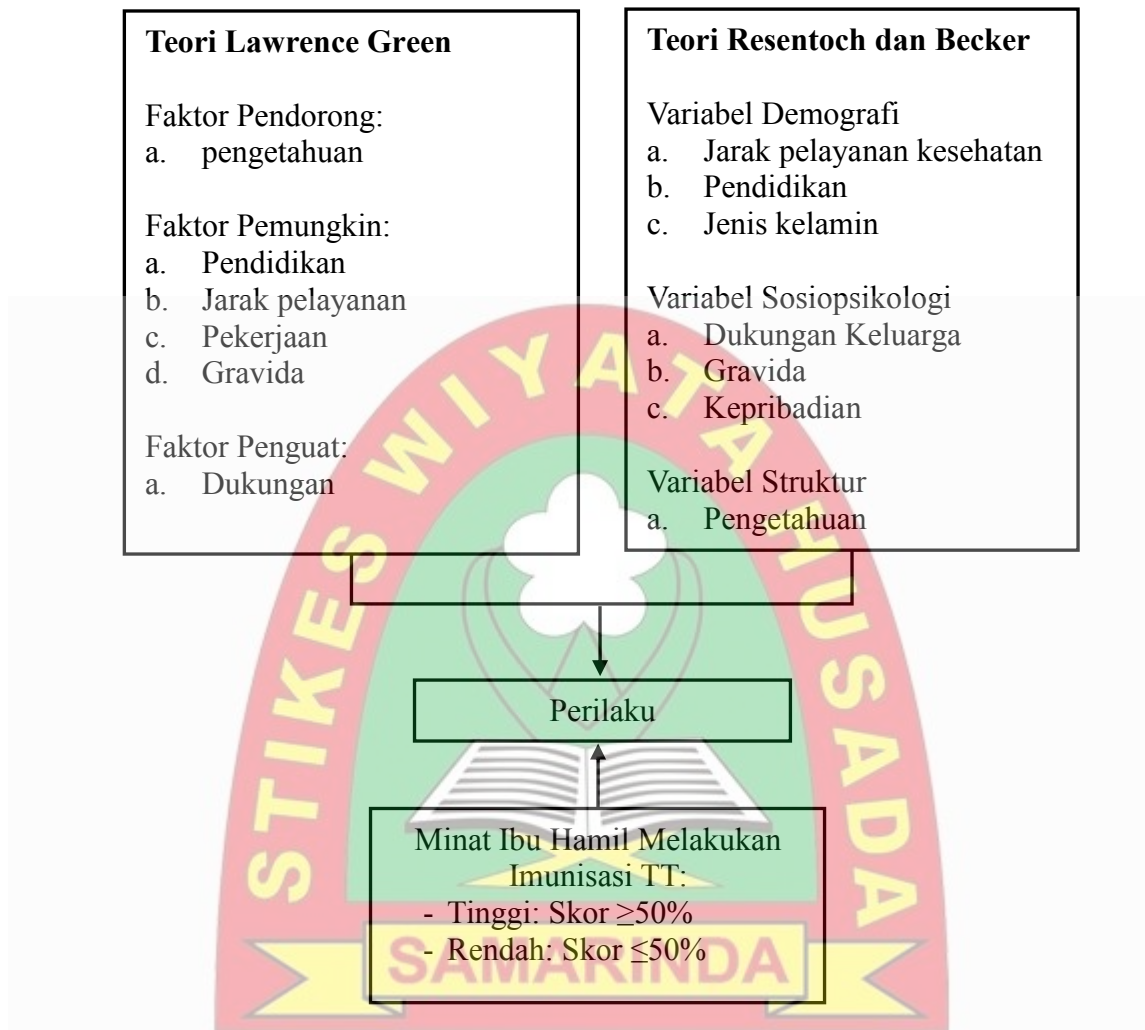 Teori Lawrence Green
Faktor Pendorong:
a. pengetahuan
Faktor Pemungkin:
a. Pendidikan
b. Jarak pelayanan
c. Pekerjaan
d. Gravida
Faktor Penguat:
a. Dukungan
Teori Resentoch dan Becker
Variabel Demografi
a. Jarak pelayanan kesehatan
b. Pendidikan
c. Jenis kelamin
Variabel Sosiopsikologi
a. Dukungan Keluarga
b. Gravida
c. Kepribadian
Variabel Struktur
a. Pengetahuan
Perilaku
Minat Ibu Hamil Melakukan
Imunisasi TT:
- Tinggi: Skor ≥50%
- Rendah: Skor ≤50%
STIKES WIYATA HUSADA
SAMARINDA